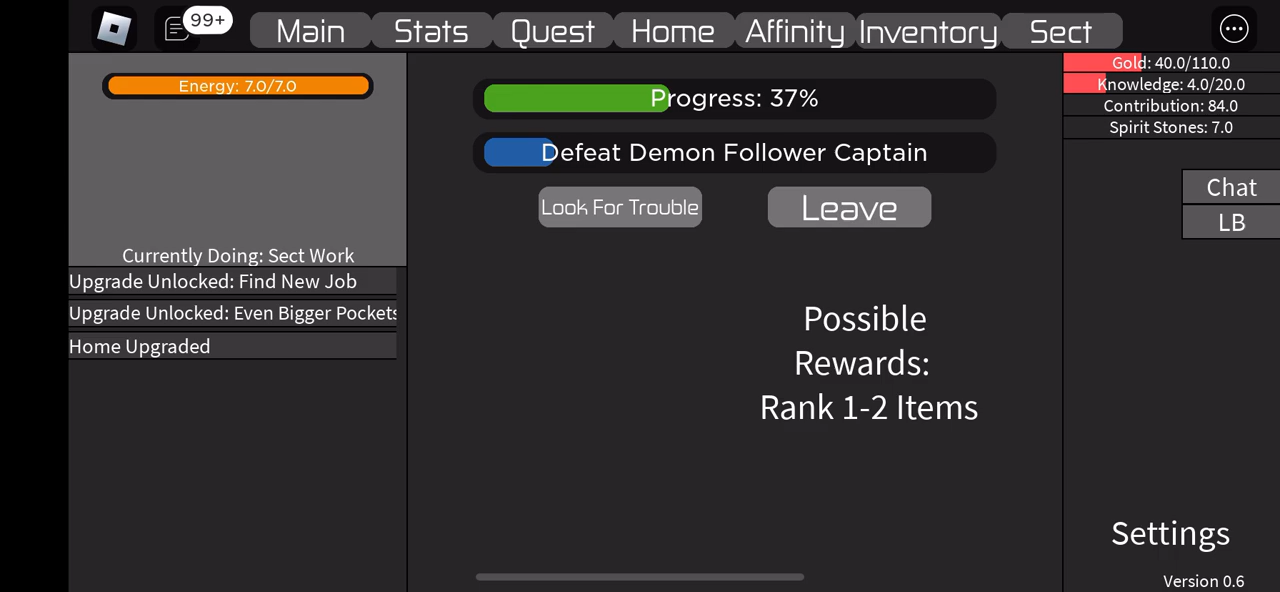 99+
Main
Stats
Quest
Home
Affinity
Inventory
Sect
Energy: 7.0/7.0
Currently Doing: Sect Work
Upgrade Unlocked: Find New Job
Upgrade Unlocked: Even Bigger Pockets
Home Upgraded
Progress: 37%
Defeat Demon Follower Captain
Look For Trouble
Leave
Possible
Rewards:
Rank 1-2 Items
Gold: 40.0/110.0
Knowledge: 4.0/20.0
Contribution: 84.0
Spirit Stones: 7.0
Chat
LB
Settings
Version 0.6